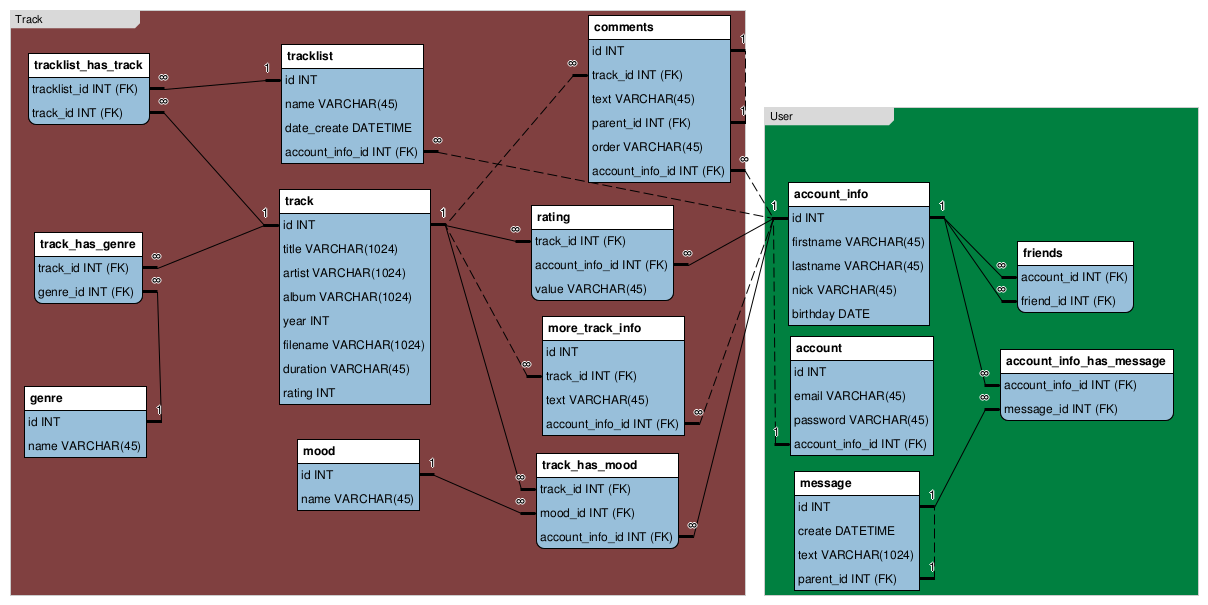 Track
tracklist_has_track
tracklist_id INT (FK)
track_id INT (FK)
∞
∞
tracklist
id INT
name VARCHAR(45)
date_create DATETIME
account_info_id INT (FK)
1
∞
comments
id INT
track_id INT (FK)
text VARCHAR(45)
parent_id INT (FK)
order VARCHAR(45)
account_info_id INT (FK)
∞
1
1
∞
track
id INT
title VARCHAR(1024)
artist VARCHAR(1024)
album VARCHAR(1024)
year INT
filename VARCHAR(1024)
duration VARCHAR(45)
rating INT
1
1
track_has_genre
track_id INT (FK)
genre_id INT (FK)
∞
∞
genre
id INT
name VARCHAR(45)
1
rating
track_id INT (FK)
account_info_id INT (FK)
value VARCHAR(45)
∞
∞
more_track_info
id INT
track_id INT (FK)
text VARCHAR(45)
account_info_id INT (FK)
∞
∞
mood
id INT
name VARCHAR(45)
1
track_has_mood
track_id INT (FK)
mood_id INT (FK)
account_info_id INT (FK)
∞
∞
∞
User
account_info
id INT
firstname VARCHAR(45)
lastname VARCHAR(45)
nick VARCHAR(45)
birthday DATE
1
1
friends
account_id INT (FK)
friend_id INT (FK)
∞
∞
account
id INT
email VARCHAR(45)
password VARCHAR(45)
account_info_id INT (FK)
1
account_info_has_message
account_info_id INT (FK)
message_id INT (FK)
∞
∞
message
id INT
create DATETIME
text VARCHAR(1024)
parent_id INT (FK)
1
1